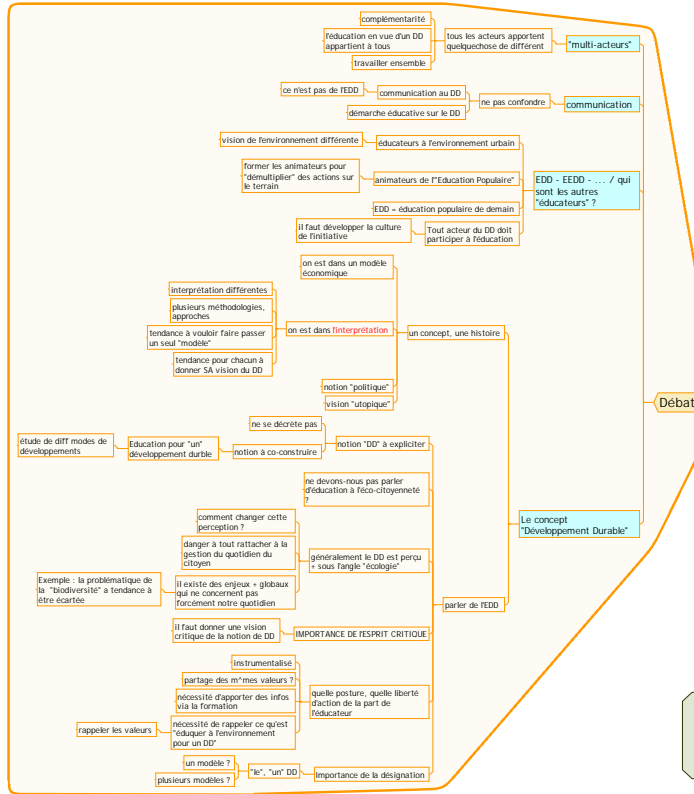 complémentarité
l'éducation en vue d'un DD
appartient à tous
travailler ensemble
tous les acteurs apportent
quelquechose de différent
"multi-acteurs"
ce n'est pas de l'EDD
communication au DD
démarche éducative sur le DD
ne pas confondre
communication
vision de l'environnement différente
éducateurs à l'environnement urbain
former les animateurs pour
"démultiplier" des actions sur
le terrain
animateurs de l'"Education Populaire"
EDD = éducation populaire de demain
il faut développer la culture
de l'initiative
Tout acteur du DD doit
participer à l'éducation
EDD - EEDD - ... / qui
sont les autres
"éducateurs" ?
on est dans un modèle
économique
interprétation différentes
plusieurs méthodologies,
approches
tendance à vouloir faire passer
un seul "modèle"
tendance pour chacun à
donner SA vision du DD
on est dans l'interprétation
notion "politique"
vision "utopique"
un concept, une histoire
Débat
ne se décrète pas
étude de diff modes de
développements
Education pour "un"
développement durble
notion à co-construire
notion "DD" à expliciter
ne devons-nous pas parler
d'éducation à l'éco-citoyenneté
?
comment changer cette
perception ?
danger à tout rattacher à la
gestion du quotidien du
citoyen
Exemple : la problématique de
la "biodiversité" a tendance à
être écartée
il existe des enjeux + globaux
qui ne concernent pas
forcément notre quotidien
généralement le DD est perçu
+ sous l'angle "écologie"
il faut donner une vision
critique de la notion de DD
IMPORTANCE DE l'ESPRIT CRITIQUE
instrumentalisé
partage des m^mes valeurs ?
nécessité d'apporter des infos
via la formation
rappeler les valeurs
nécessité de rappeler ce qu'est
"éduquer à l'environnement
pour un DD"
quelle posture, quelle liberté
d'action de la part de
l'éducateur
un modèle ?
plusieurs modèles ?
"le", "un" DD
Importance de la désignation
parler de l'EDD
Le concept
"Développement Durable"